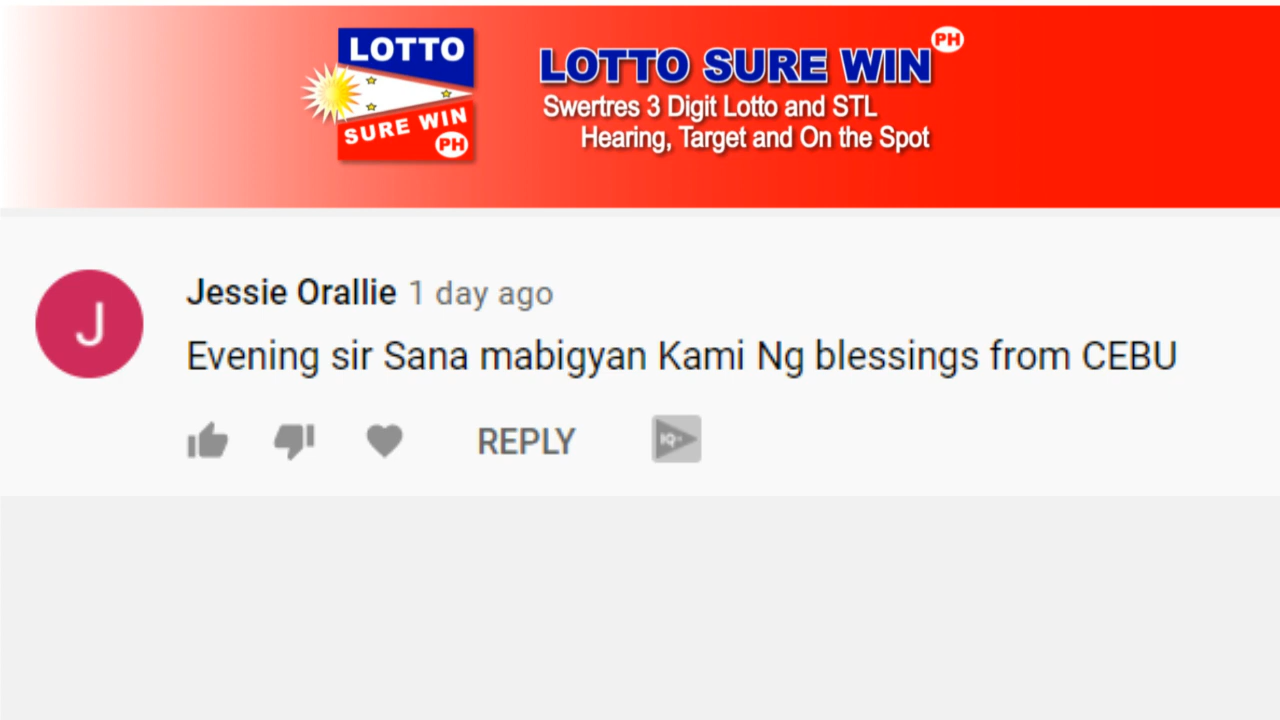 LOTTO
SURE WIN
PH
LOTTO SURE WIN PH
Swertres 3 Digit Lotto and STL
Hearing, Target and On the Spot
J
Jessie Orallie 1 day ago
Evening sir Sana mabigyan Kami Ng blessings from CEBU
REPLY
IQ